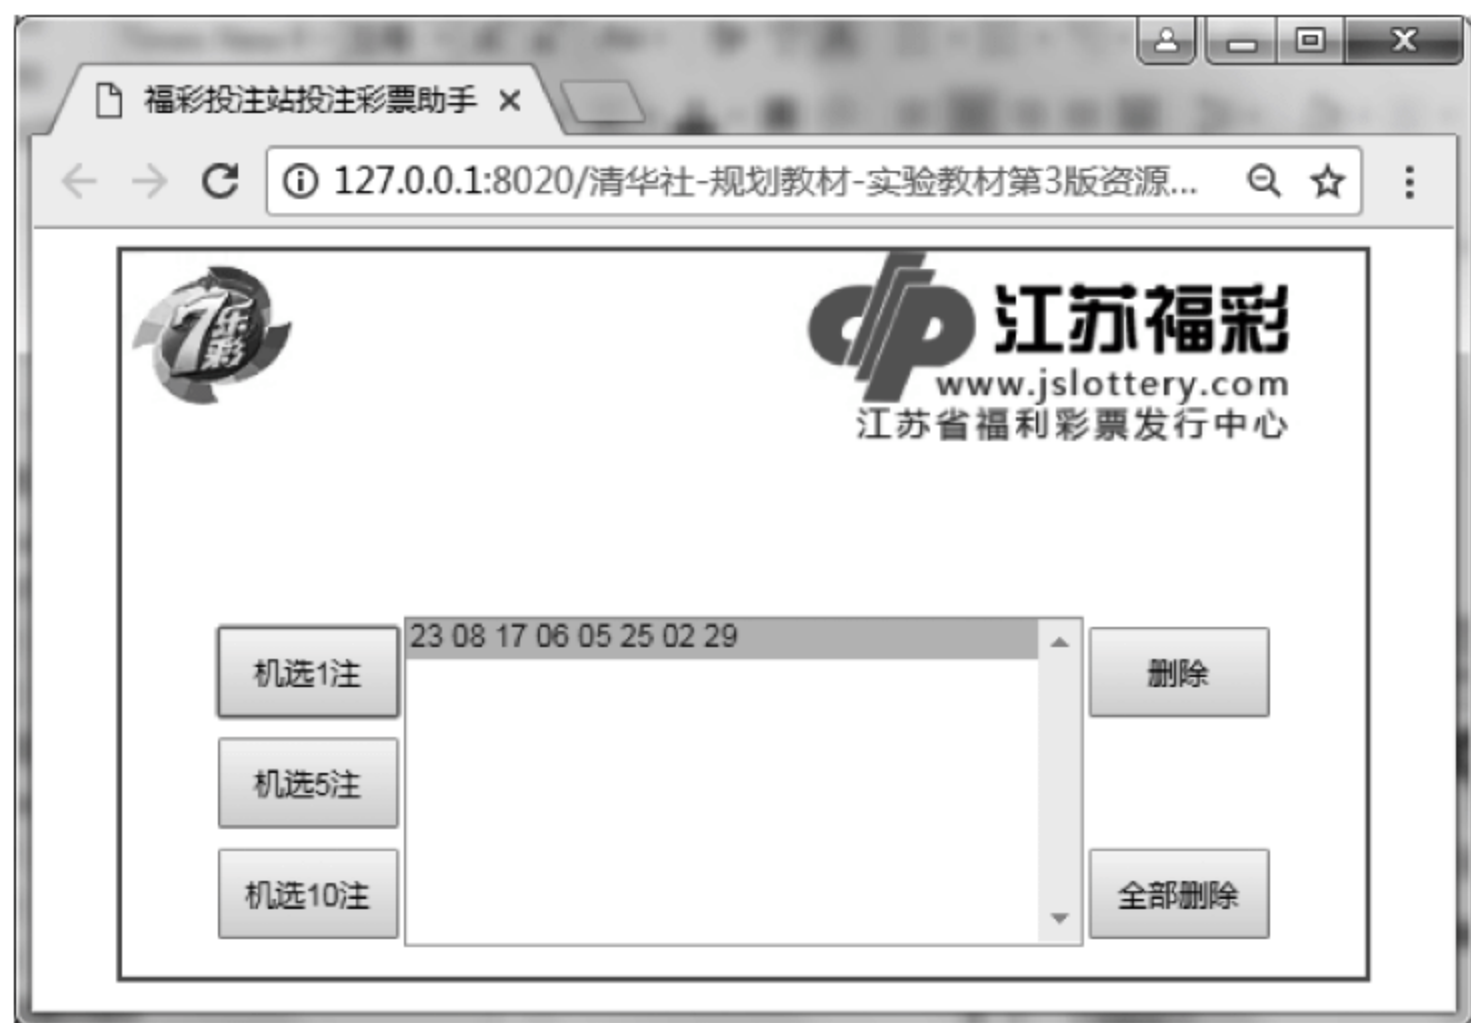 福彩投注站投注彩票助手
127.0.0.1:8020/清华社-规划教材-实验教材第3版资源...
7乐彩
江苏福彩
www.jslottery.com
江苏省福利彩票发行中心
机选1注
23 08 17 06 05 25 02 29
删除
机选5注
机选10注
全部删除